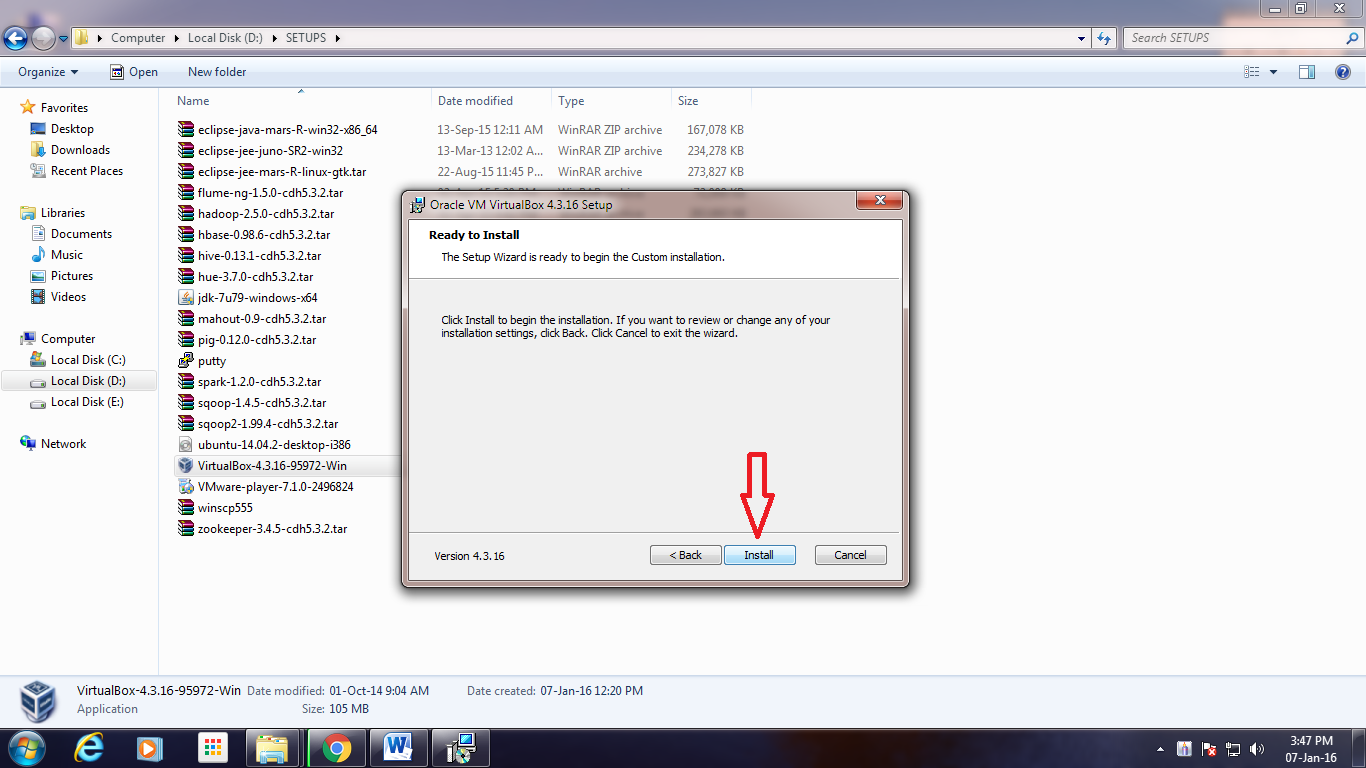 Computer ▸ Local Disk (D:) ▸ SETUPS ▸
Search SETUPS
Organize ▾ Open New folder
Name Date modified Type Size
Favorites
Desktop
Downloads
Recent Places
Libraries
Documents
Music
Pictures
Videos
Computer
Local Disk (C:)
Local Disk (D:)
Local Disk (E:)
Network
eclipse-java-mars-R-win32-x86_64 13-Sep-15 12:11 AM WinRAR ZIP archive 167,078 KB
eclipse-jee-juno-SR2-win32 13-Mar-13 12:02 A... WinRAR ZIP archive 234,278 KB
eclipse-jee-mars-R-linux-gtk.tar 22-Aug-15 11:45 P... WinRAR archive 273,827 KB
flume-ng-1.5.0-cdh5.3.2.tar
hadoop-2.5.0-cdh5.3.2.tar
hbase-0.98.6-cdh5.3.2.tar
hive-0.13.1-cdh5.3.2.tar
hue-3.7.0-cdh5.3.2.tar
jdk-7u79-windows-x64
mahout-0.9-cdh5.3.2.tar
pig-0.12.0-cdh5.3.2.tar
putty
spark-1.2.0-cdh5.3.2.tar
sqoop-1.4.5-cdh5.3.2.tar
sqoop2-1.99.4-cdh5.3.2.tar
ubuntu-14.04.2-desktop-i386
VirtualBox-4.3.16-95972-Win
VMware-player-7.1.0-2496824
winscp555
zookeeper-3.4.5-cdh5.3.2.tar
Oracle VM VirtualBox 4.3.16 Setup
Ready to Install
The Setup Wizard is ready to begin the Custom installation.
Click Install to begin the installation. If you want to review or change any of your
installation settings, click Back. Click Cancel to exit the wizard.
Version 4.3.16
< Back Install Cancel
VirtualBox-4.3.16-95972-Win Date modified: 01-Oct-14 9:04 AM Date created: 07-Jan-16 12:20 PM
Application Size: 105 MB
3:47 PM
07-Jan-16